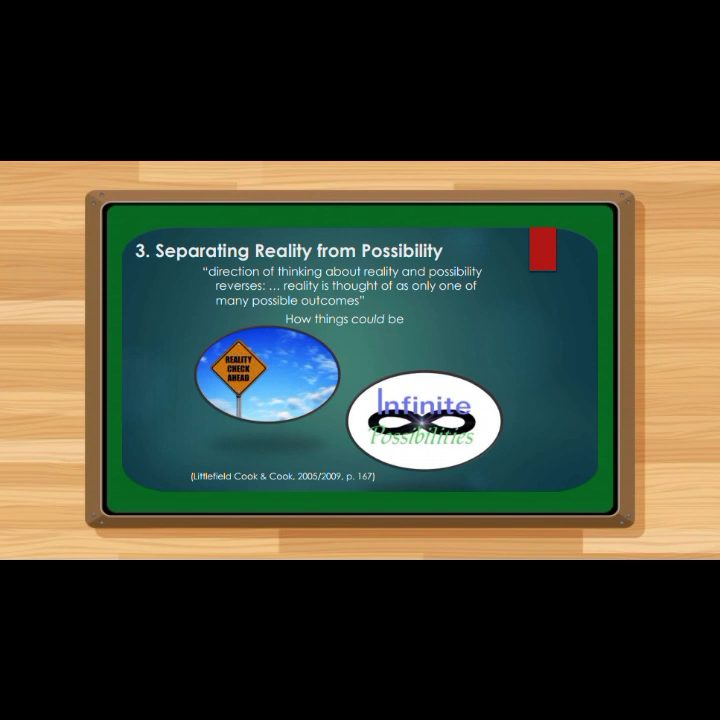 3. Separating Reality from Possibility
“direction of thinking about reality and possibility
reverses: ... reality is thought of as only one of
many possible outcomes”
How things could be
REALITY
CHECK
AHEAD
Infinite
Possibilities
(Littlefield Cook & Cook, 2005/2009, p. 167)